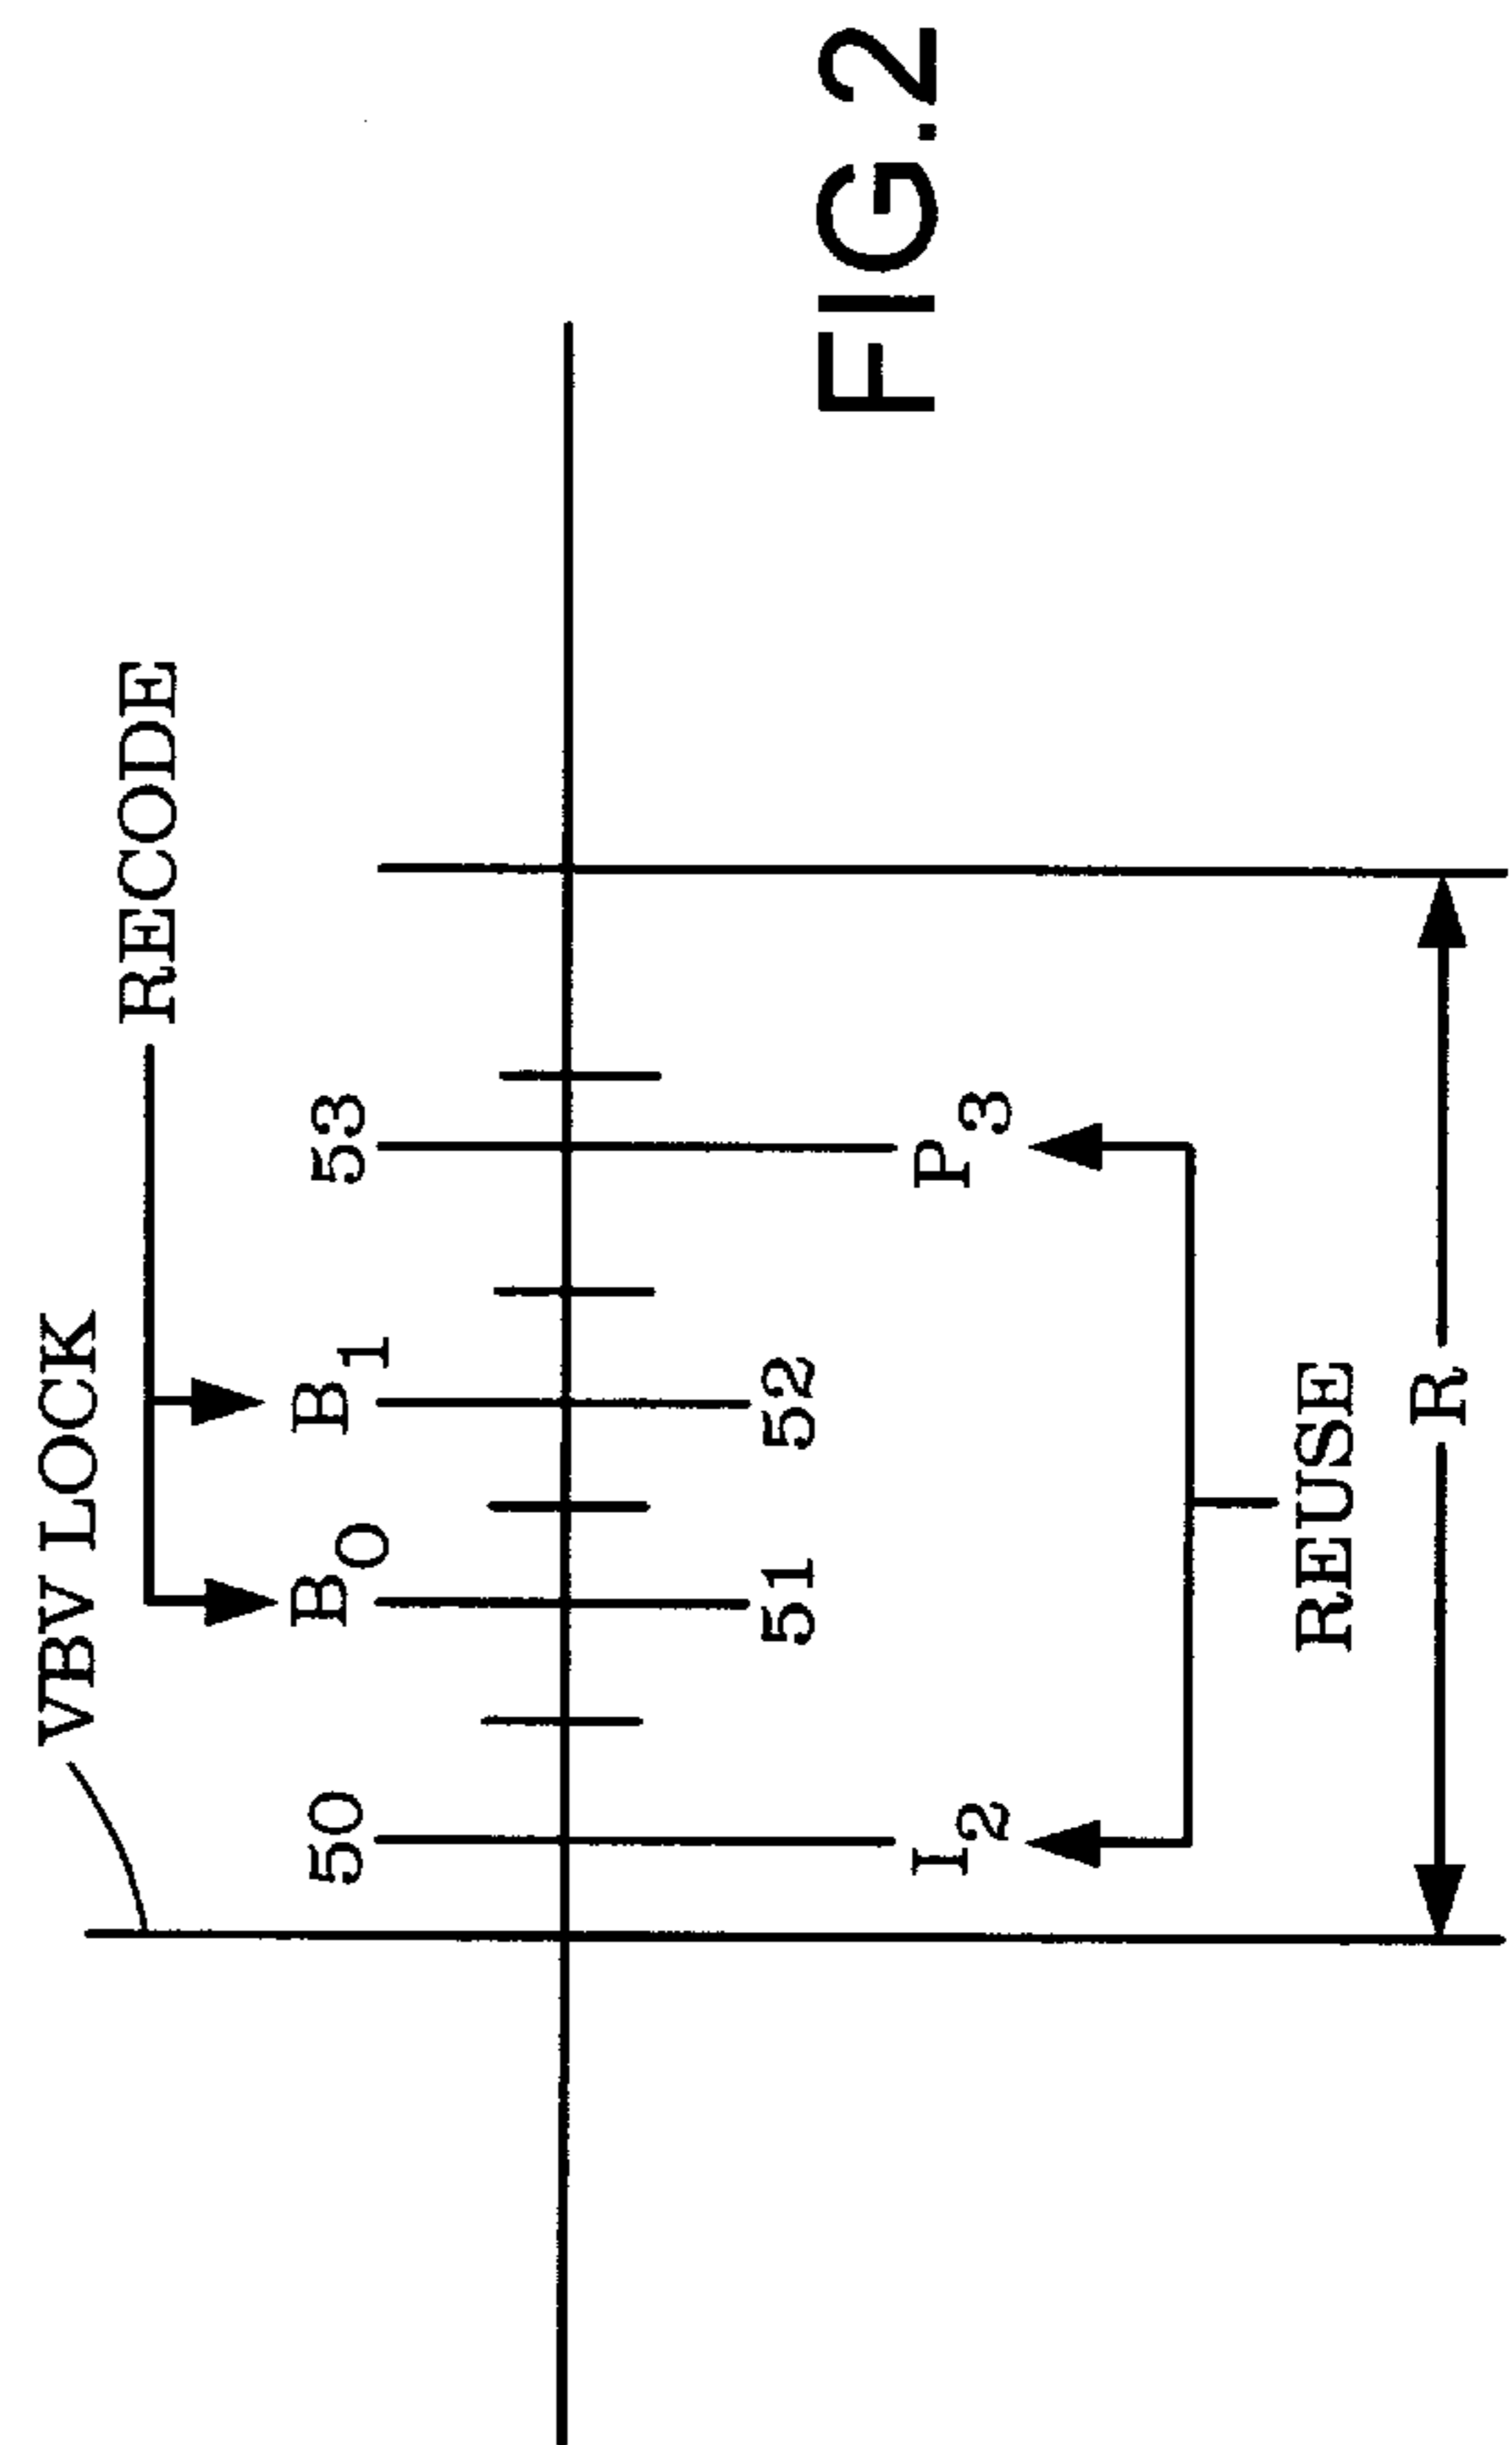 VBV LOCK
RECODE
50
B0
B1
53
51
52
I2
P3
REUSE
R
FIG.2